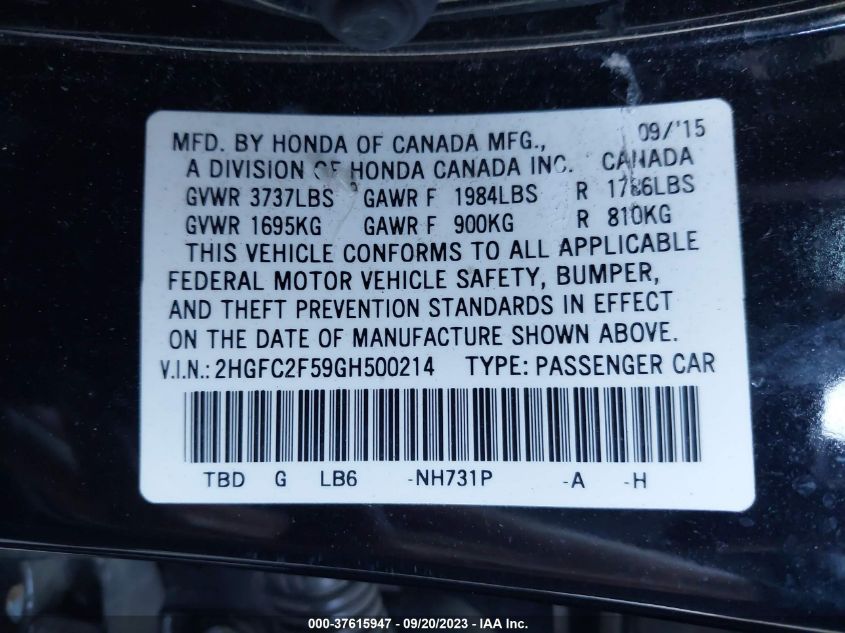 MFD. BY HONDA OF CANADA MFG., 09/'15
A DIVISION OF HONDA CANADA INC. CANADA
GVWR 3737LBS GAWR F 1984LBS R 1786LBS
GVWR 1695KG GAWR F 900KG R 810KG
THIS VEHICLE CONFORMS TO ALL APPLICABLE
FEDERAL MOTOR VEHICLE SAFETY, BUMPER,
AND THEFT PREVENTION STANDARDS IN EFFECT
ON THE DATE OF MANUFACTURE SHOWN ABOVE.
V.I.N.: 2HGFC2F59GH500214 TYPE: PASSENGER CAR
TBD G LB6 -NH731P -A -H
000-37615947 - 09/20/2023 - IAA Inc.